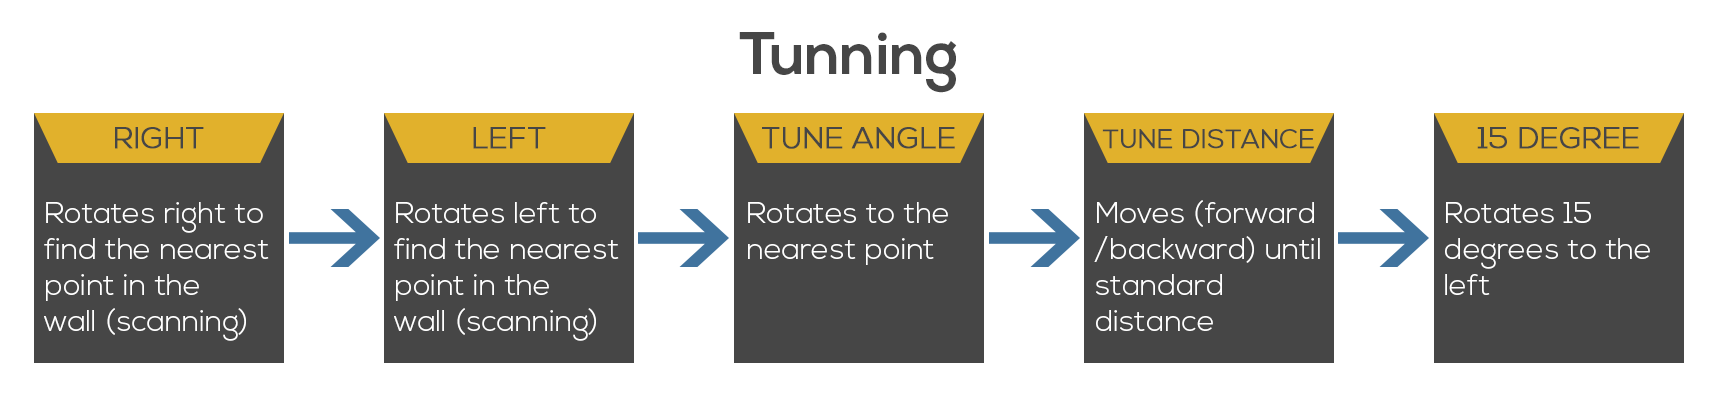 Tunning
RIGHT
Rotates right to
find the nearest
point in the
wall (scanning)
LEFT
Rotates left to
find the nearest
point in the
wall (scanning)
TUNE ANGLE
Rotates to the
nearest point
TUNE DISTANCE
Moves (forward
/backward) until
standard
distance
15 DEGREE
Rotates 15
degrees to the
left